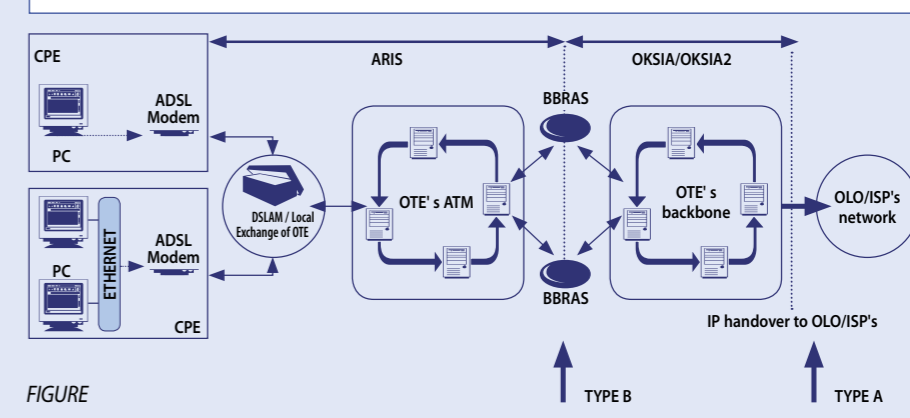 CPE
ARIS
OKSIA/OKSIA2
ADSL
Modem
PC
BBRAS
DSLAM / Local
Exchange of OTE
OTE' s ATM
OTE' s
backbone
OLO/ISP's
network
ETHERNET
PC
ADSL
Modem
CPE
BBRAS
IP handover to OLO/ISP's
FIGURE
TYPE B
TYPE A